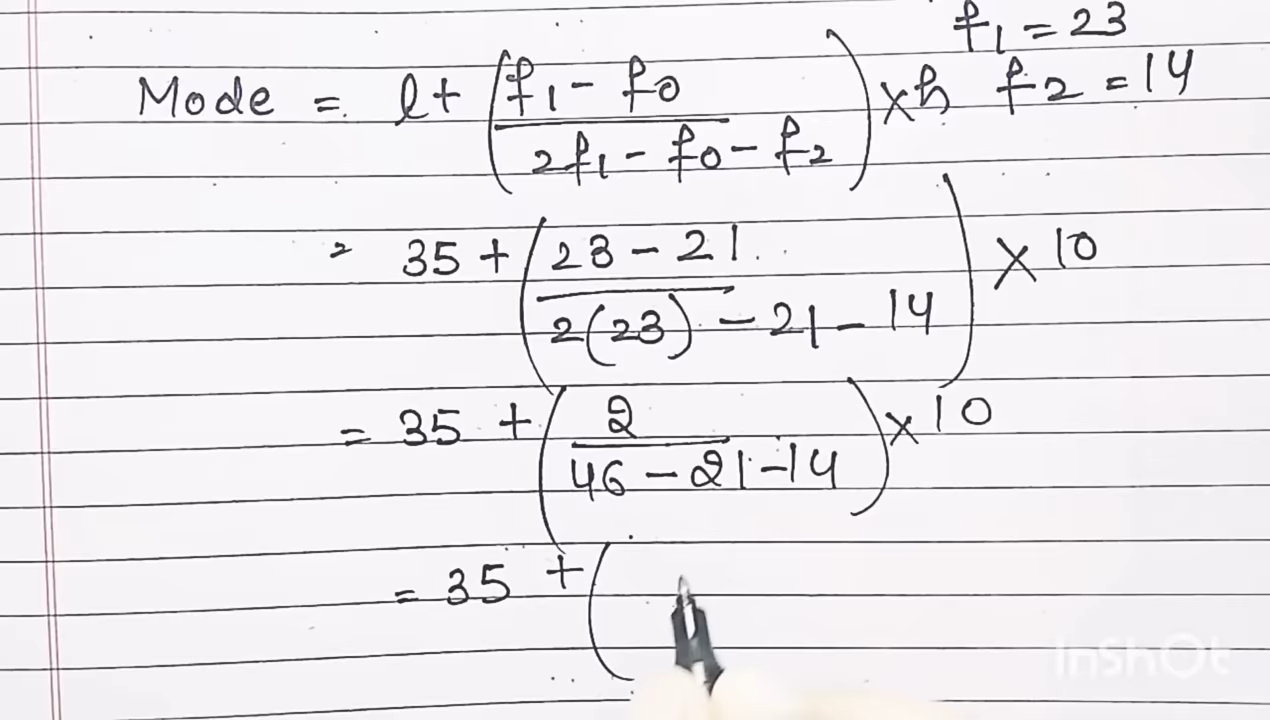 f₁ = 23
Mode = l + (f₁ - f₀ / 2f₁ - f₀ - f₂) × h f₂ = 14
= 35 + (23 - 21 / 2(23) - 21 - 14) × 10
= 35 + (2 / 46 - 21 - 14) × 10
= 35 + (
InShOt